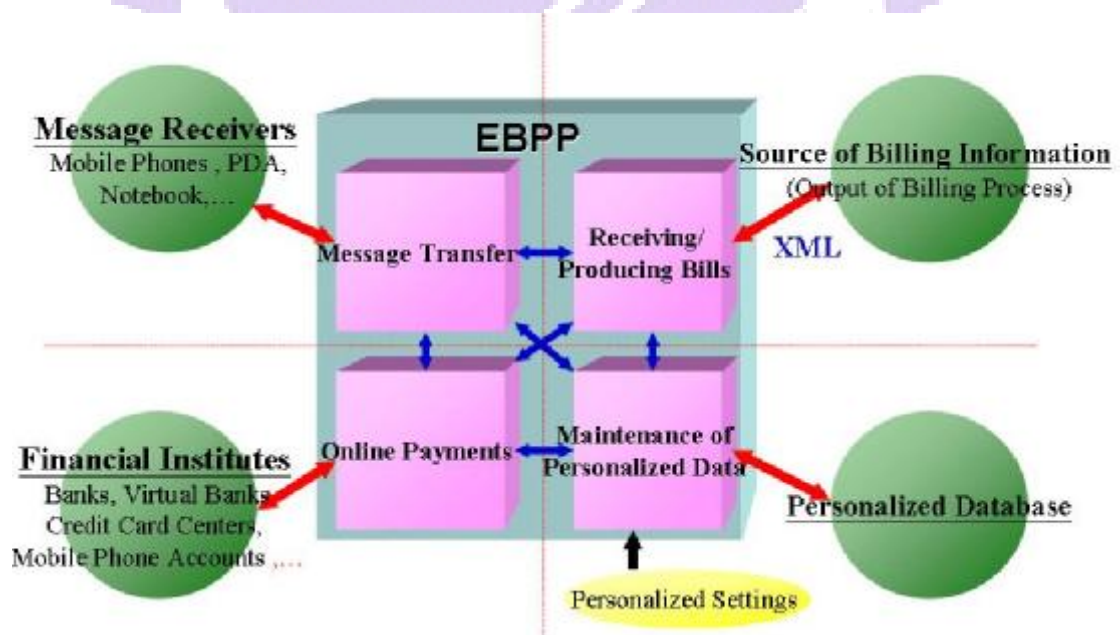 EBPP
Message Receivers
Mobile Phones , PDA,
Notebook,...
Source of Billing Information
(Output of Billing Process)
XML
Message Transfer
Receiving/
Producing Bills
Online Payments
Maintenance of
Personalized Data
Financial Institutes
Banks, Virtual Banks
Credit Card Centers,
Mobile Phone Accounts ,...
Personalized Database
Personalized Settings